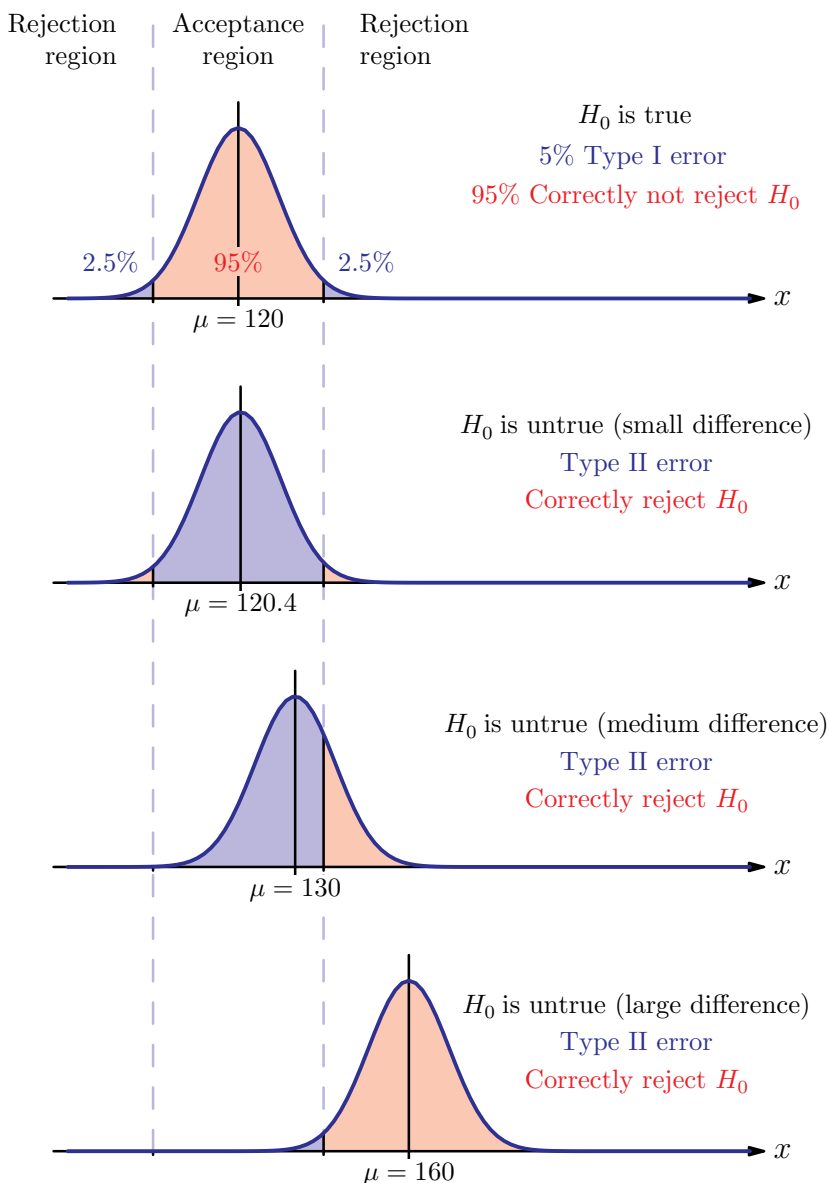 Rejection region
Acceptance region
Rejection region
H₀ is true
5% Type I error
95% Correctly not reject H₀
2.5%
95%
2.5%
x
μ = 120
H₀ is untrue (small difference)
Type II error
Correctly reject H₀
x
μ = 120.4
H₀ is untrue (medium difference)
Type II error
Correctly reject H₀
x
μ = 130
H₀ is untrue (large difference)
Type II error
Correctly reject H₀
x
μ = 160